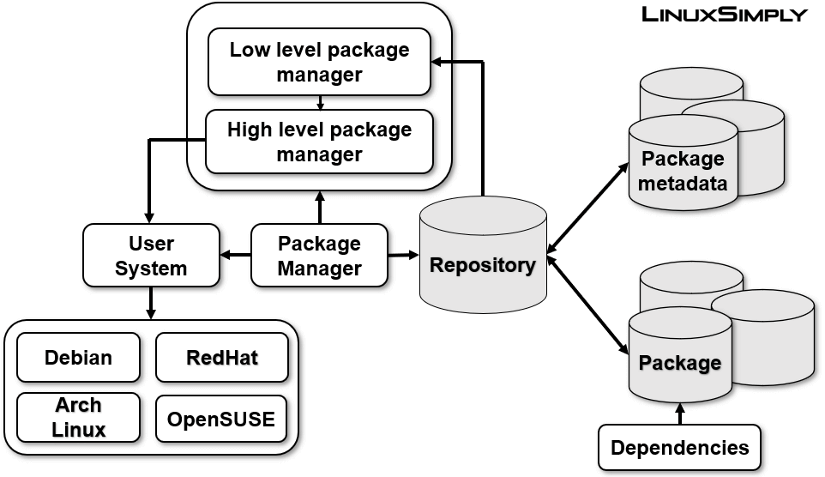 LINUXSIMPLY
Low level package
manager
High level package
manager
User
System
Package
Manager
Repository
Package
metadata
Package
Dependencies
Debian
RedHat
Arch
Linux
OpenSUSE